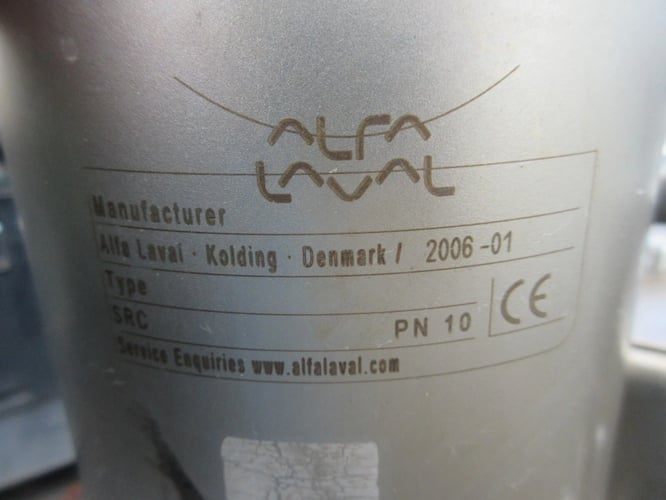 ALFA
LAVAL
Manufacturer
Alfa Laval · Kolding · Denmark / 2006-01
Type
SRC PN 10 CE
Service Enquiries www.alfalaval.com